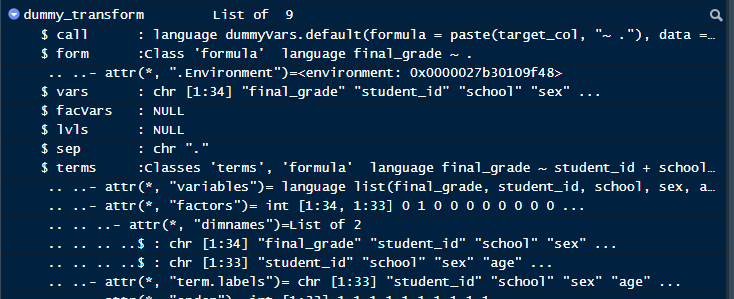 dummy_transform List of 9
$ call : language dummyVars.default(formula = paste(target_col, "~ ."), data =…
$ form :Class 'formula' language final_grade ~ .
.. ..- attr(*, ".Environment")=<environment: 0x0000027b30109f48>
$ vars : chr [1:34] "final_grade" "student_id" "school" "sex" ...
$ facVars : NULL
$ lvls : NULL
$ sep : chr "."
$ terms :Classes 'terms', 'formula' language final_grade ~ student_id + school…
.. ..- attr(*, "variables")= language list(final_grade, student_id, school, sex, a…
.. ..- attr(*, "factors")= int [1:34, 1:33] 0 1 0 0 0 0 0 0 0 0 ...
.. .. ..- attr(*, "dimnames")=List of 2
.. .. .. ..$ : chr [1:34] "final_grade" "student_id" "school" "sex" ...
.. .. .. ..$ : chr [1:33] "student_id" "school" "sex" "age" ...
.. ..- attr(*, "term.labels")= chr [1:33] "student_id" "school" "sex" "age" ...